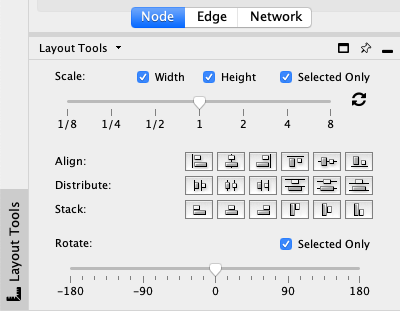 Node Edge Network
Layout Tools
Scale: Width Height Selected Only
1/8 1/4 1/2 1 2 4 8
Align:
Distribute:
Stack:
Rotate: Selected Only
-180 -90 0 90 180
Layout Tools